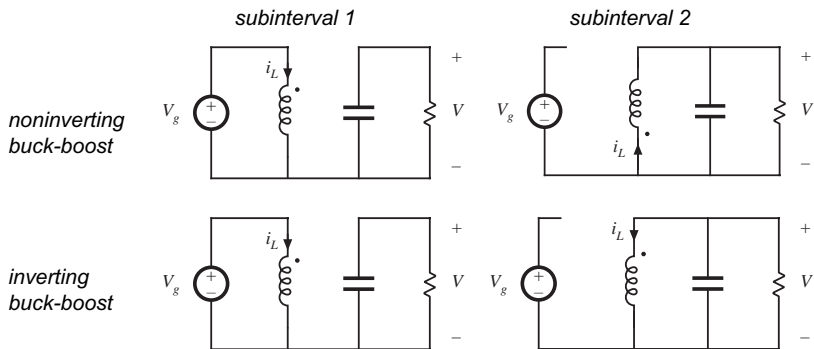 subinterval 1
subinterval 2
i_L
+
V_g
+
−
V
−
V_g
+
−
i_L
+
V
−
noninverting
buck-boost
i_L
+
V_g
+
−
V
−
i_L
+
V_g
+
−
V
−
inverting
buck-boost